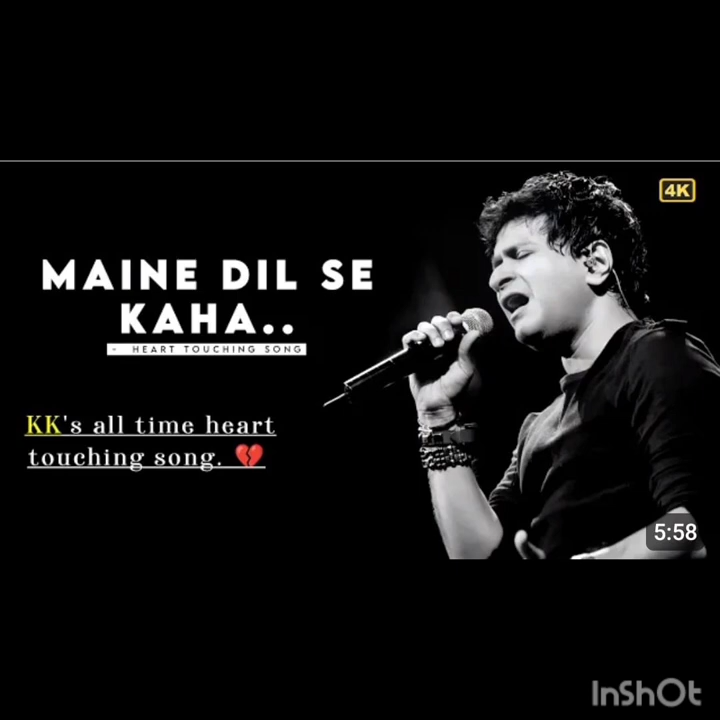 4K
MAINE DIL SE
KAHA..
- HEART TOUCHING SONG
KK's all time heart
touching song. 💔
5:58
InShOt